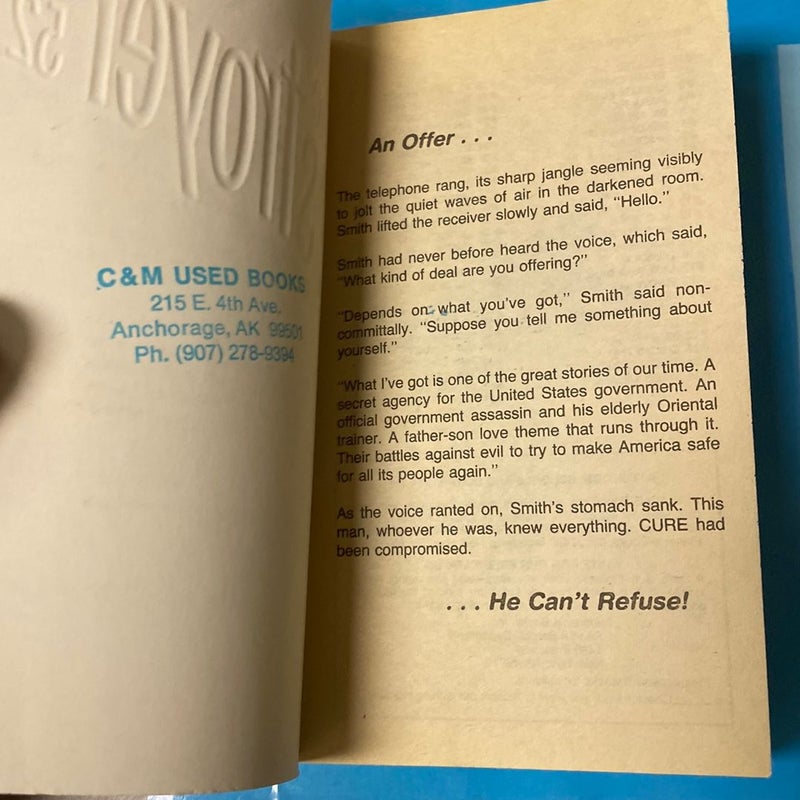 C&M USED BOOKS
215 E. 4th Ave.
Anchorage, AK 99501
Ph. (907) 278-9394
An Offer . . .
The telephone rang, its sharp jangle seeming visibly
to jolt the quiet waves of air in the darkened room.
Smith lifted the receiver slowly and said, “Hello.”
Smith had never before heard the voice, which said,
“What kind of deal are you offering?”
“Depends on what you’ve got,” Smith said non-
committally. “Suppose you tell me something about
yourself.”
“What I’ve got is one of the great stories of our time. A
secret agency for the United States government. An
official government assassin and his elderly Oriental
trainer. A father-son love theme that runs through it.
Their battles against evil to try to make America safe
for all its people again.”
As the voice ranted on, Smith’s stomach sank. This
man, whoever he was, knew everything. CURE had
been compromised.
. . . He Can’t Refuse!